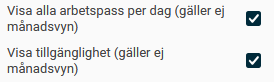 Visa alla arbetspass per dag (gäller ej
månadsvyn)
Visa tillgänglighet (gäller ej
månadsvyn)